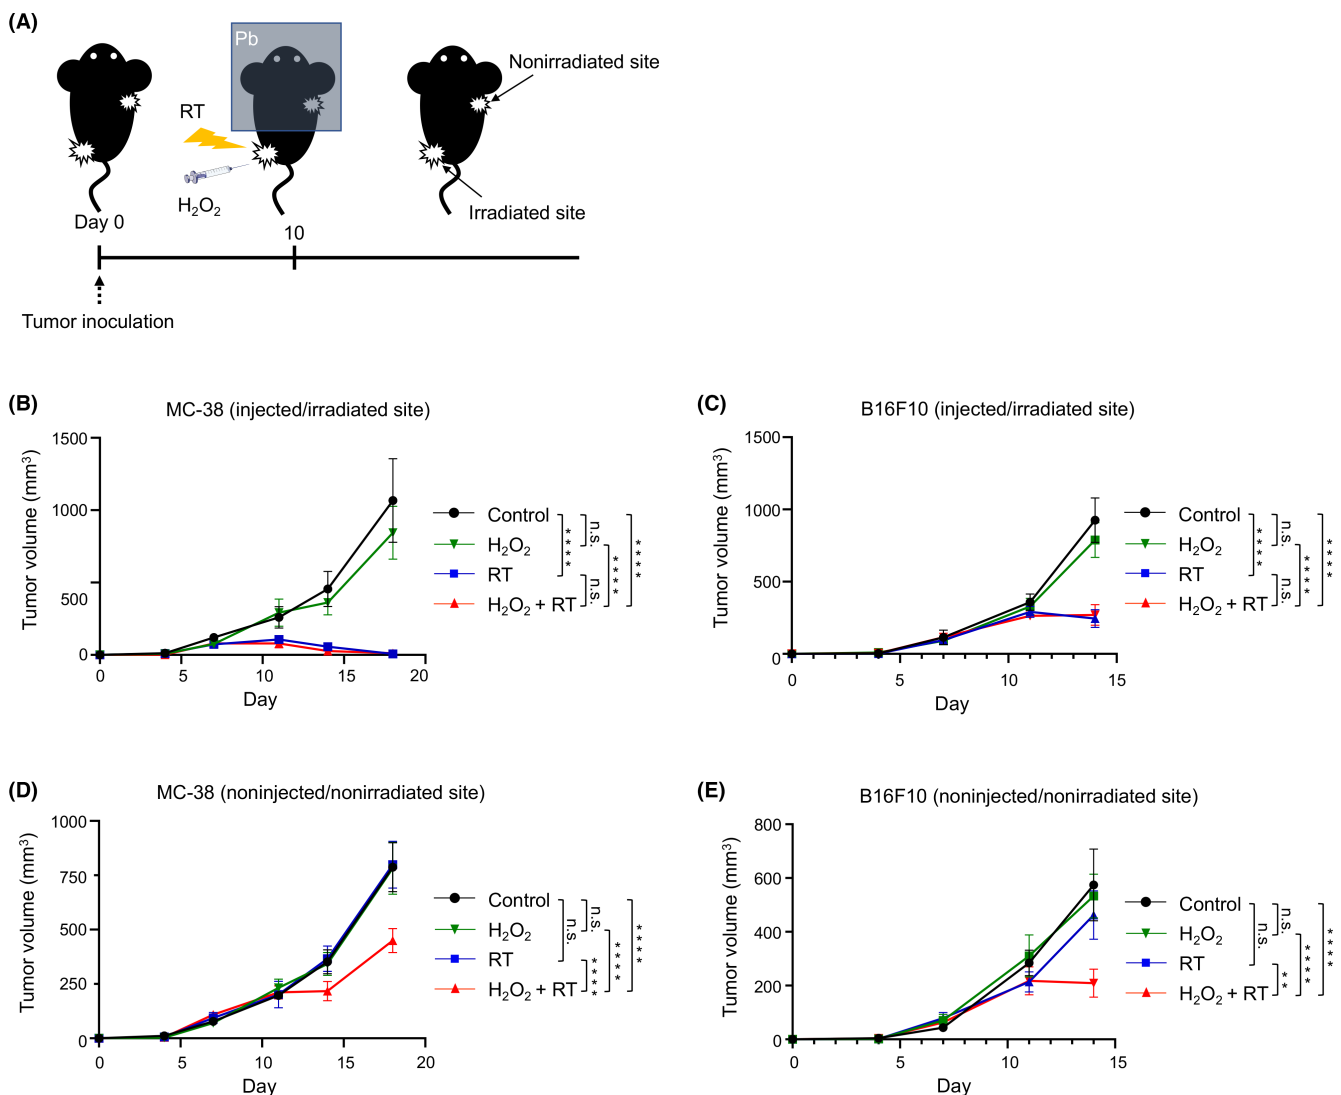 (A)
Pb
Nonirradiated site
RT
H₂O₂
Irradiated site
Day 0
10
Tumor inoculation
(B)
MC-38 (injected/irradiated site)
Tumor volume (mm³)
1500
1000
500
0
0 5 10 15 20
Day
Control
H₂O₂
RT
H₂O₂ + RT
****
n.s
n.s.
****
****
(C)
B16F10 (injected/irradiated site)
Tumor volume (mm³)
1500
1000
500
0
0 5 10 15
Day
Control
H₂O₂
RT
H₂O₂ + RT
****
n.s
n.s.
****
****
(D)
MC-38 (noninjected/nonirradiated site)
Tumor volume (mm³)
1000
750
500
250
0
0 5 10 15 20
Day
Control
H₂O₂
RT
H₂O₂ + RT
n.s.
n.s
****
****
****
(E)
B16F10 (noninjected/nonirradiated site)
Tumor volume (mm³)
800
600
400
200
0
0 5 10 15
Day
Control
H₂O₂
RT
H₂O₂ + RT
n.s.
n.s
**
****
****